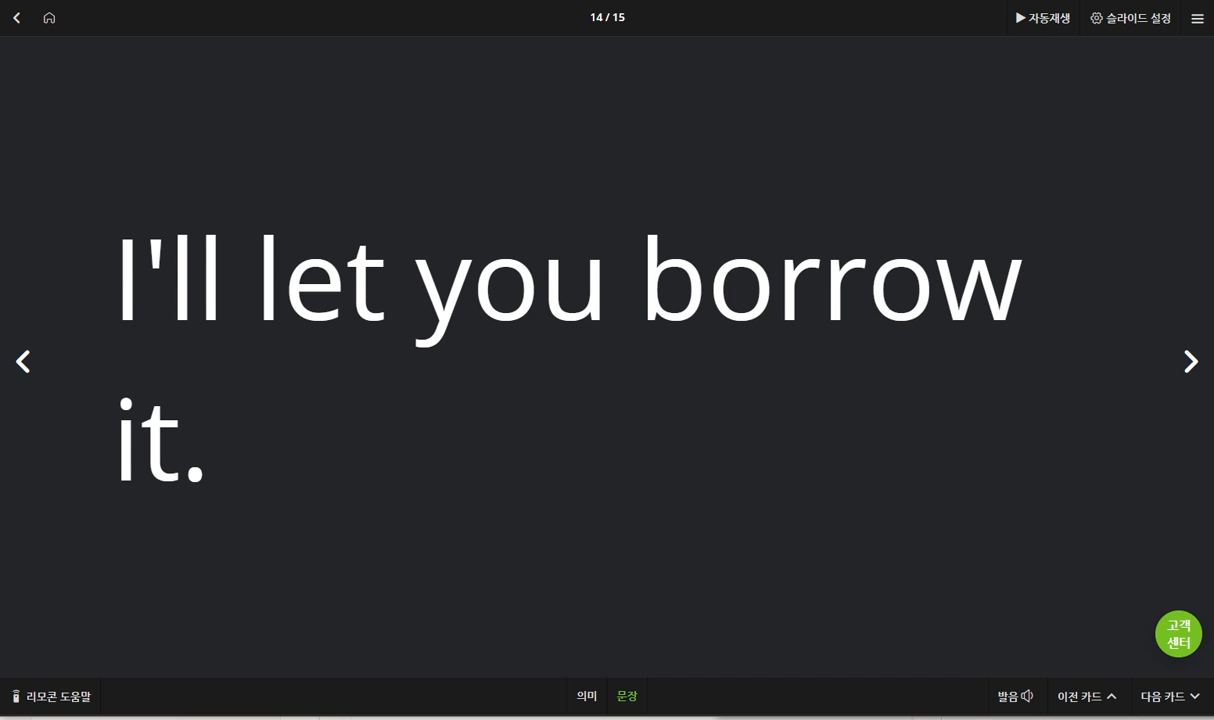 14 / 15
자동재생
슬라이드 설정
I'll let you borrow
it.
고객
센터
리모콘 도움말
의미
문장
발음
이전 카드
다음 카드